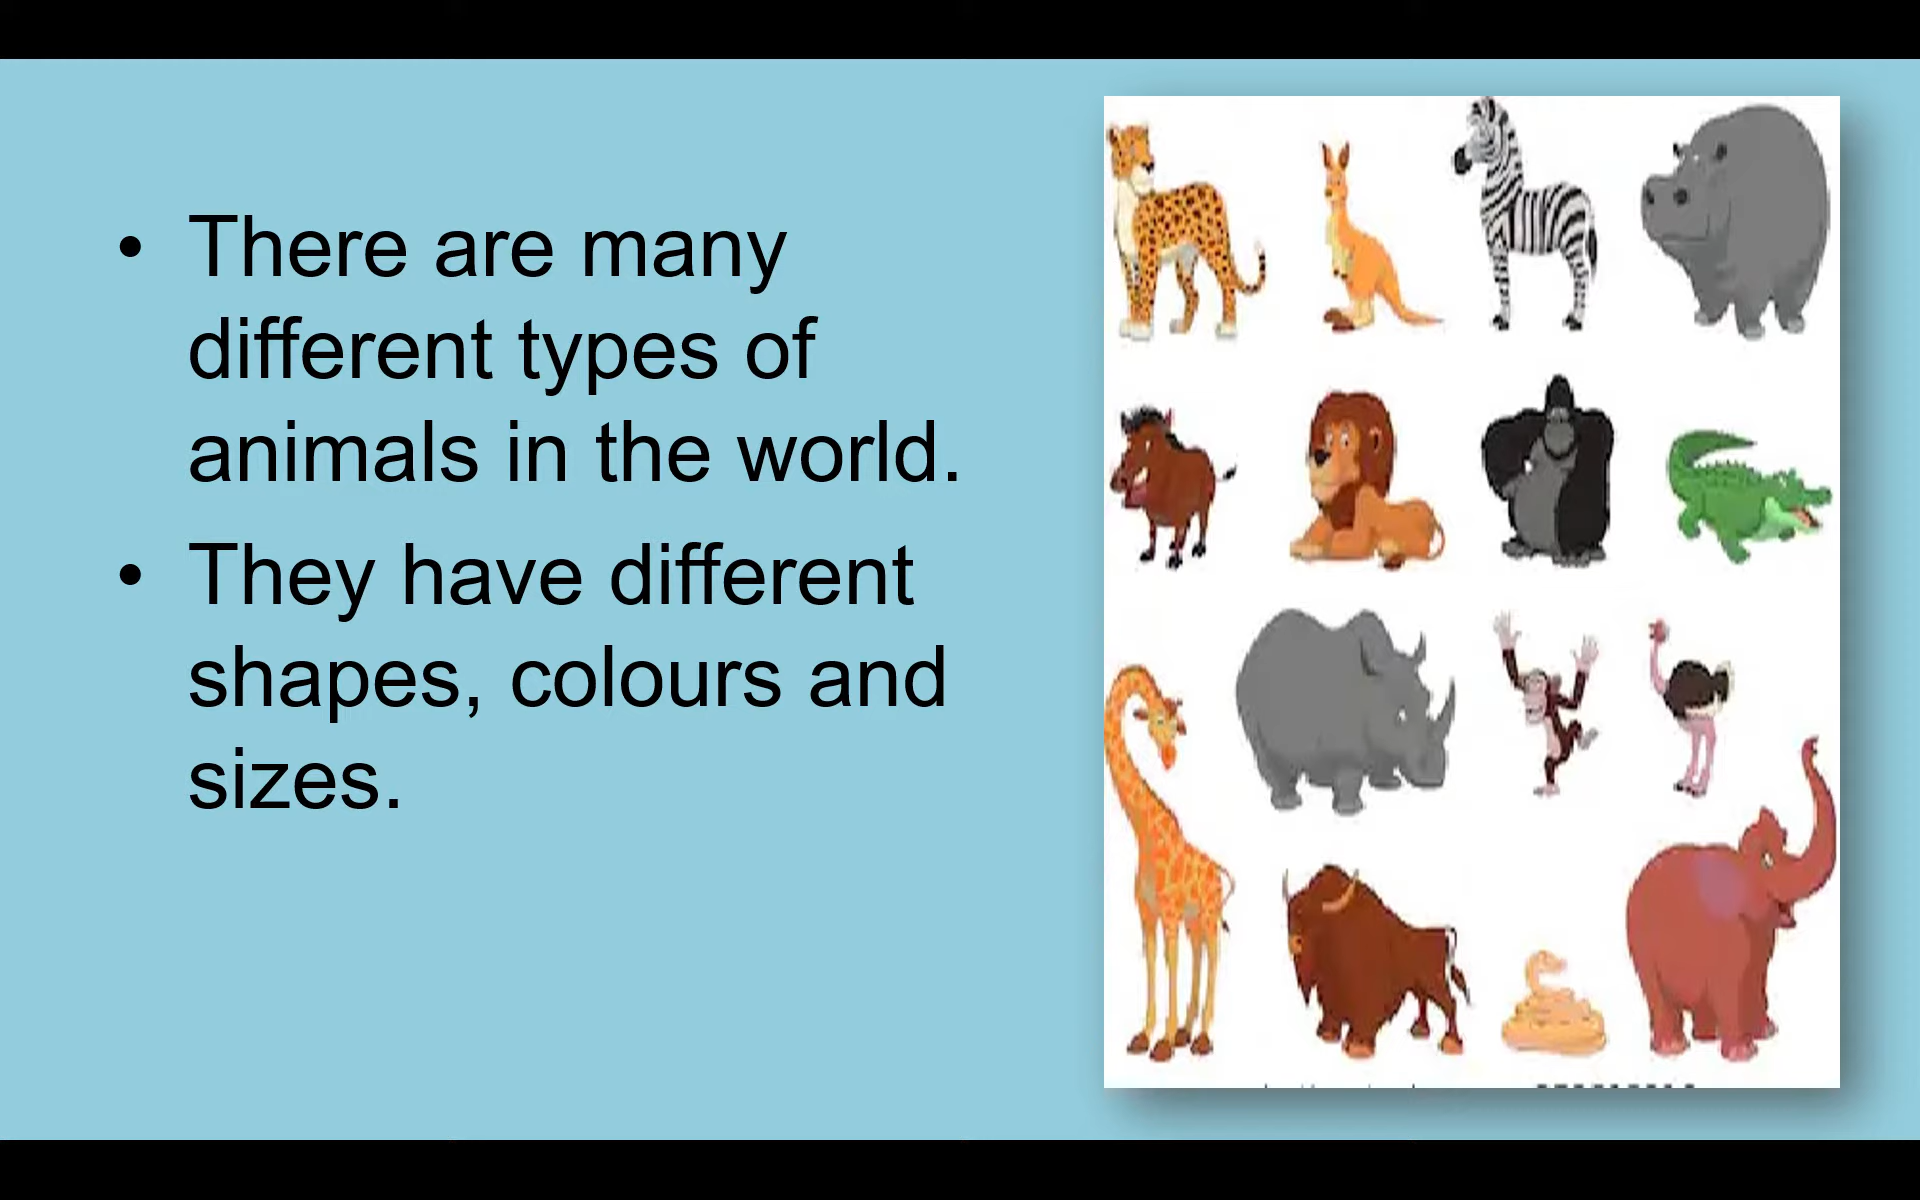 • There are many
different types of
animals in the world.
• They have different
shapes, colours and
sizes.